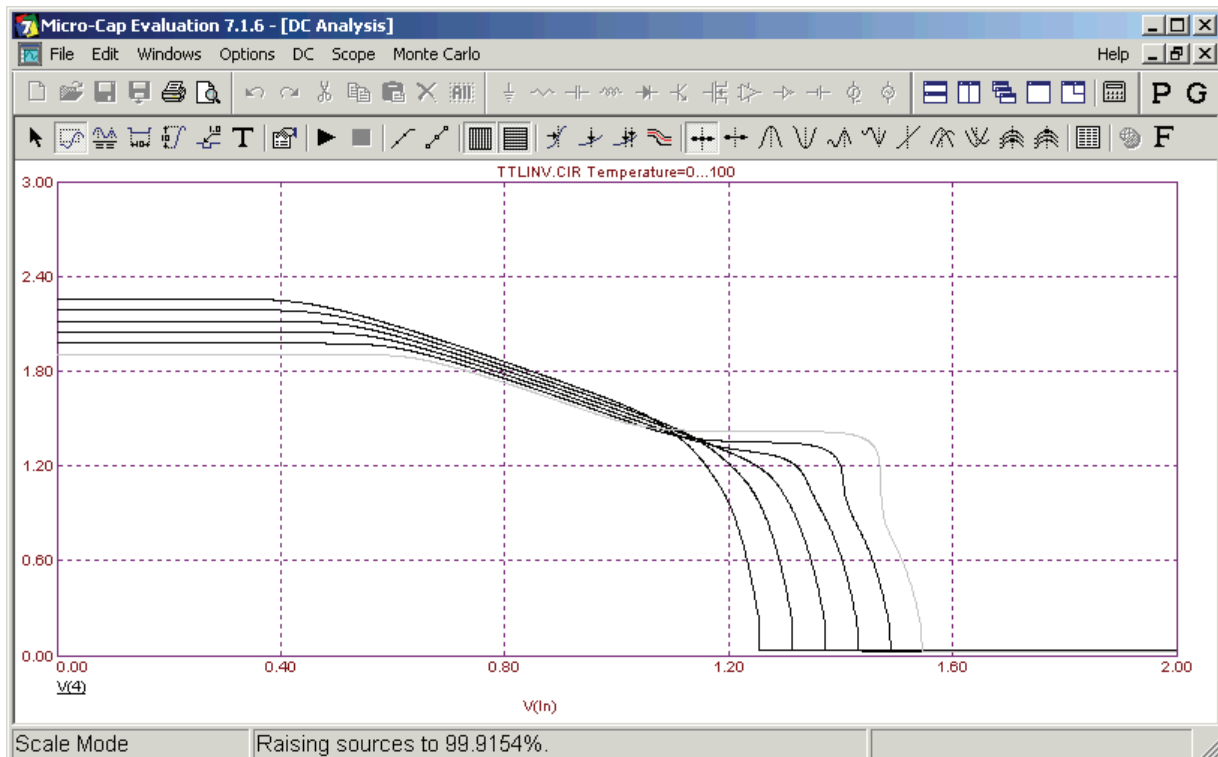 Micro-Cap Evaluation 7.1.6 - [DC Analysis]
File Edit Windows Options DC Scope Monte Carlo Help
P G
T F
TTLINV.CIR Temperature=0...100
3.00
2.40
1.80
1.20
0.60
0.00
0.00 0.40 0.80 1.20 1.60 2.00
V(4)
V(In)
Scale Mode Raising sources to 99.9154%.